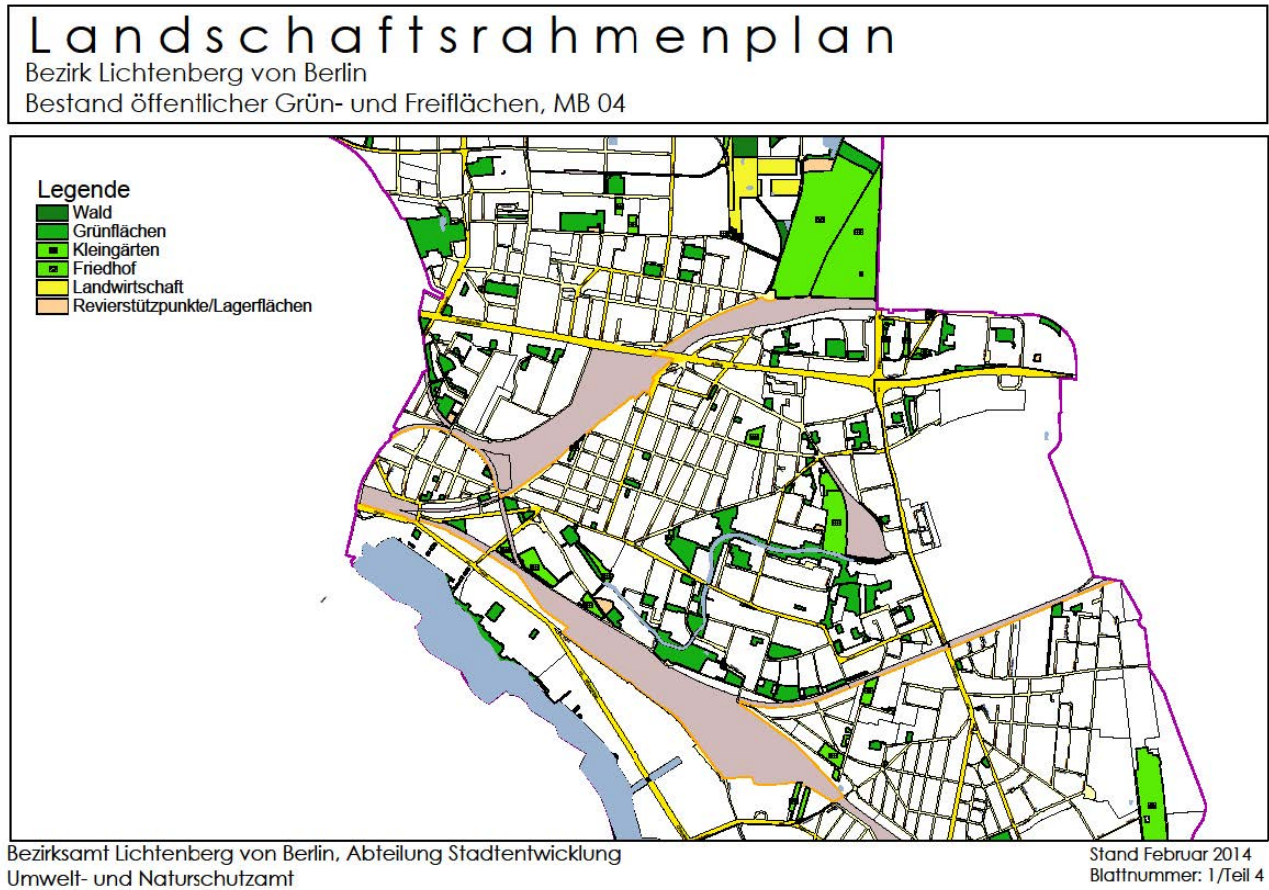 Landschaftsrahmenplan
Bezirk Lichtenberg von Berlin
Bestand öffentlicher Grün- und Freiflächen, MB 04
Legende
Wald
Grünflächen
Kleingärten
Friedhof
Landwirtschaft
Revierstützpunkte/Lagerflächen
Bezirksamt Lichtenberg von Berlin, Abteilung Stadtentwicklung
Umwelt- und Naturschutzamt
Stand Februar 2014
Blattnummer: 1/Teil 4